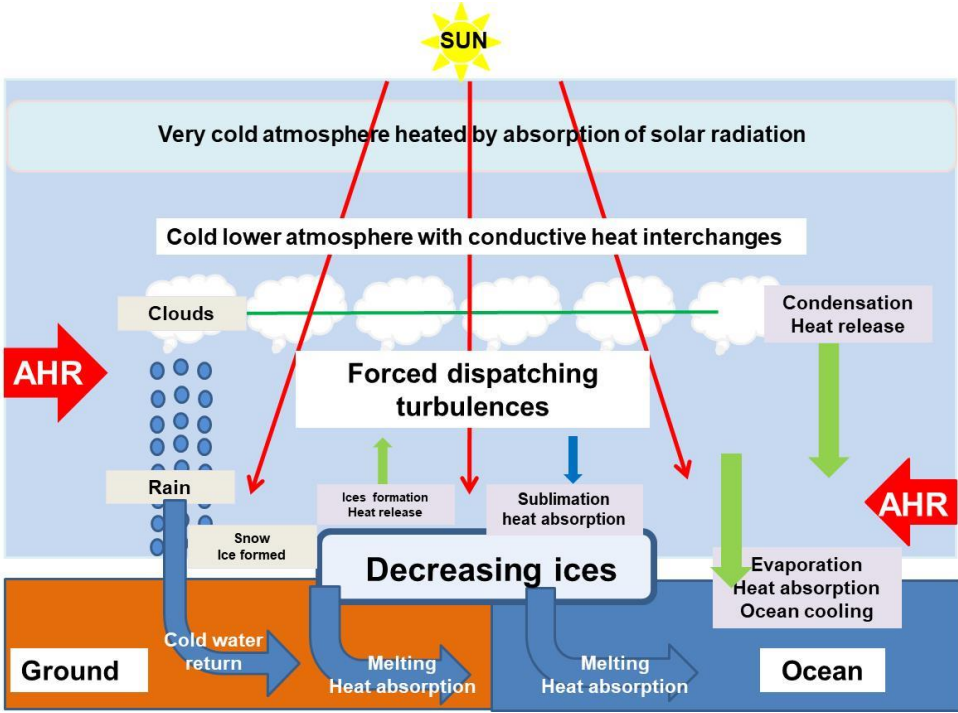 SUN
Very cold atmosphere heated by absorption of solar radiation
Cold lower atmosphere with conductive heat interchanges
Clouds
Condensation
Heat release
AHR
Forced dispatching
turbulences
Rain
Ices formation
Heat release
Sublimation
heat absorption
AHR
Snow
Ice formed
Decreasing ices
Evaporation
Heat absorption
Ocean cooling
Ground
Cold water
return
Melting
Heat absorption
Melting
Heat absorption
Ocean